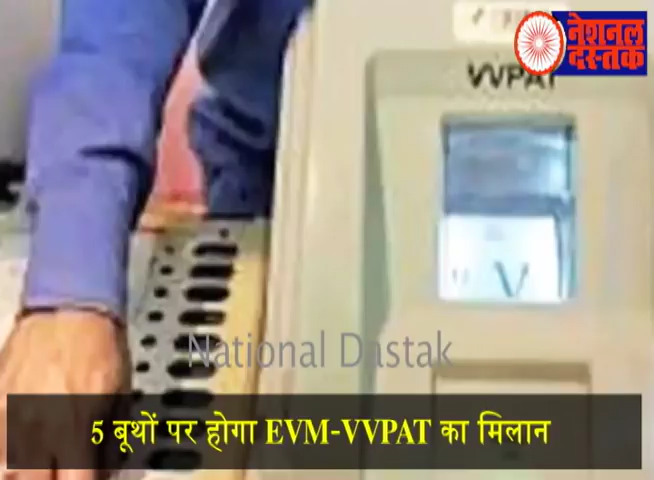 नेशनल
दस्तक
VVPAT
National Dastak
5 बूथों पर होगा EVM-VVPAT का मिलान